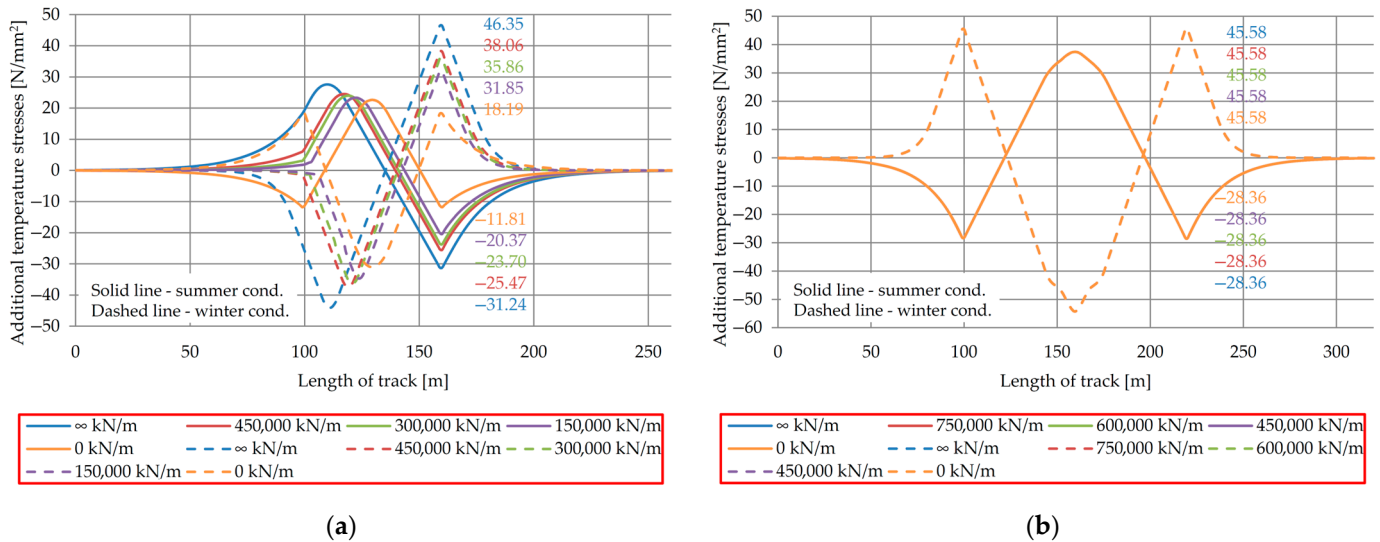 Additional temperature stresses [N/mm²]
50
40
30
20
10
0
−10
−20
−30
−40
−50
46.35
38.06
35.86
31.85
18.19
−11.81
−20.37
−23.70
−25.47
−31.24
Solid line - summer cond.
Dashed line - winter cond.
0 50 100 150 200 250
Length of track [m]
∞ kN/m 450,000 kN/m 300,000 kN/m 150,000 kN/m
0 kN/m ∞ kN/m 450,000 kN/m 300,000 kN/m
150,000 kN/m 0 kN/m
(a)
Additional temperature stresses [N/mm²]
50
40
30
20
10
0
−10
−20
−30
−40
−50
−60
45.58
45.58
45.58
45.58
45.58
−28.36
−28.36
−28.36
−28.36
−28.36
Solid line - summer cond.
Dashed line - winter cond.
0 50 100 150 200 250 300
Length of track [m]
∞ kN/m 750,000 kN/m 600,000 kN/m 450,000 kN/m
0 kN/m ∞ kN/m 750,000 kN/m 600,000 kN/m
450,000 kN/m 0 kN/m
(b)